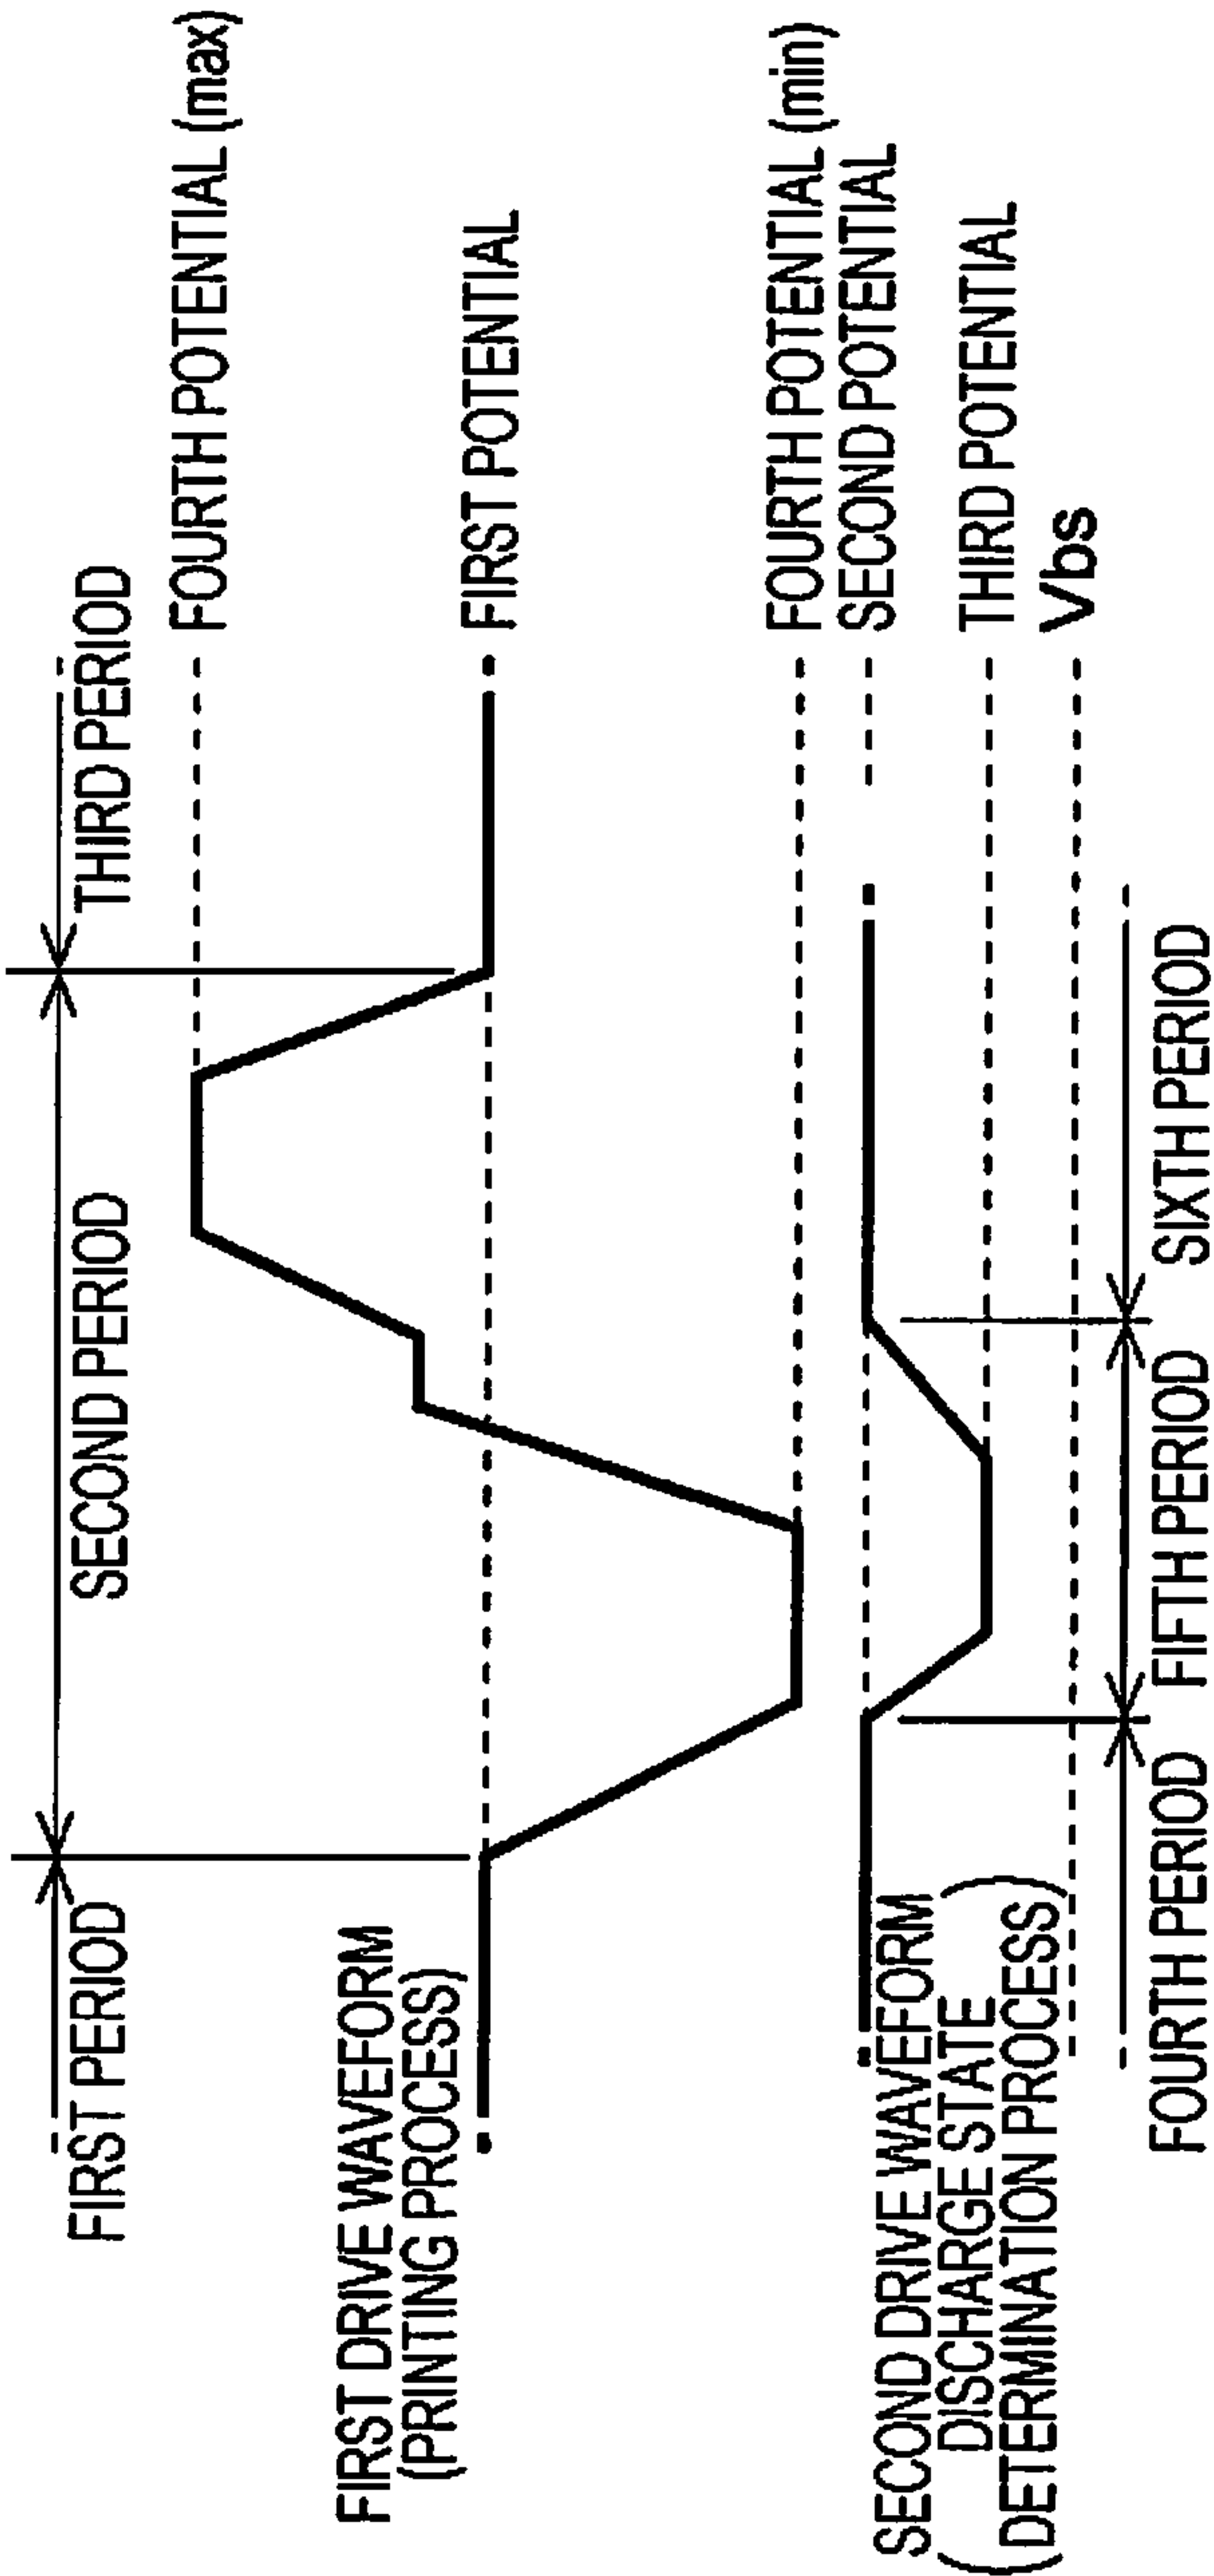 FIRST PERIOD
SECOND PERIOD
THIRD PERIOD
FOURTH POTENTIAL (max)
FIRST DRIVE WAVEFORM
(PRINTING PROCESS)
FIRST POTENTIAL
FOURTH POTENTIAL (min)
SECOND POTENTIAL
SECOND DRIVE WAVEFORM
(DISCHARGE STATE
DETERMINATION PROCESS)
THIRD POTENTIAL
Vbs
FOURTH PERIOD
FIFTH PERIOD
SIXTH PERIOD